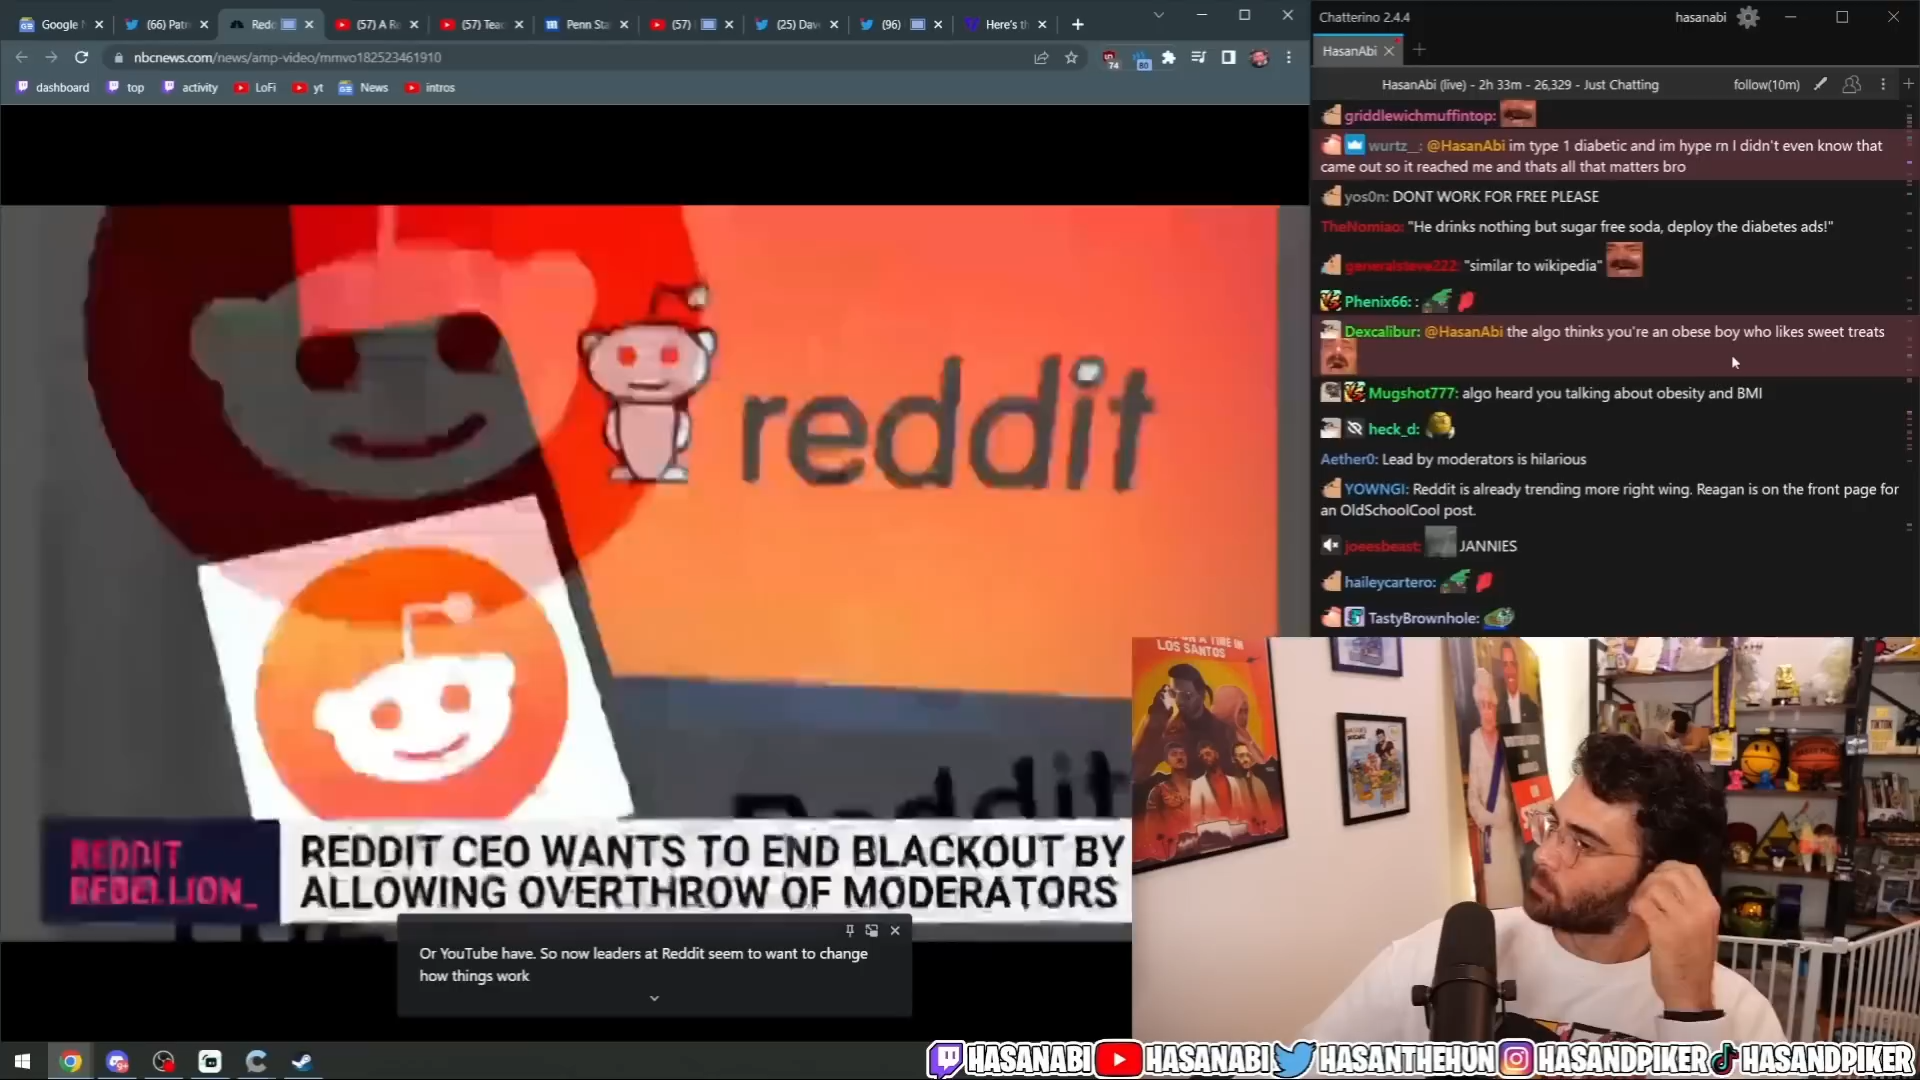 Google N
(66) Patr
Redd
(57) A Re
(57) Teac
Penn Sta
(57)
(25) Dav
(96)
Here's th
nbcnews.com/news/amp-video/mmvo182523461910
74
80
dashboard
top
activity
LoFi
yt
News
intros
reddit
REDDIT
REBELLION_
REDDIT CEO WANTS TO END BLACKOUT BY
ALLOWING OVERTHROW OF MODERATORS
Or YouTube have. So now leaders at Reddit seem to want to change
how things work
Chatterino 2.4.4
hasanabi
HasanAbi
HasanAbi (live) - 2h 33m - 26,329 - Just Chatting
follow(10m)
griddlewichmuffintop:
wurtz__: @HasanAbi im type 1 diabetic and im hype rn I didn't even know that
came out so it reached me and thats all that matters bro
yos0n: DONT WORK FOR FREE PLEASE
TheNomiao: "He drinks nothing but sugar free soda, deploy the diabetes ads!"
generalsteve222: "similar to wikipedia"
Phenix66: :
Dexcalibur: @HasanAbi the algo thinks you're an obese boy who likes sweet treats
Mugshot777: algo heard you talking about obesity and BMI
heck_d:
Aether0: Lead by moderators is hilarious
YOWNGI: Reddit is already trending more right wing. Reagan is on the front page for
an OldSchoolCool post.
joeesbeast: JANNIES
haileycartero:
TastyBrownhole:
LOS SANTOS
HASANABI
HASANABI
HASANTHEHUN
HASANDPIKER
HASANDPIKER